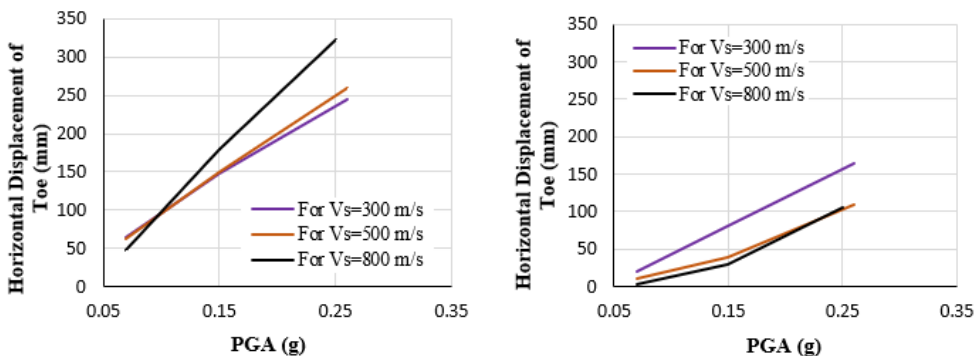 Horizontal Displacement of
Toe (mm)
350
300
250
200
150
100
50
0
For Vs=300 m/s
For Vs=500 m/s
For Vs=800 m/s
0.05 0.15 0.25 0.35
PGA (g)
Horizontal Displacement of
Toe (mm)
350
300
250
200
150
100
50
0
For Vs=300 m/s
For Vs=500 m/s
For Vs=800 m/s
0.05 0.15 0.25 0.35
PGA (g)